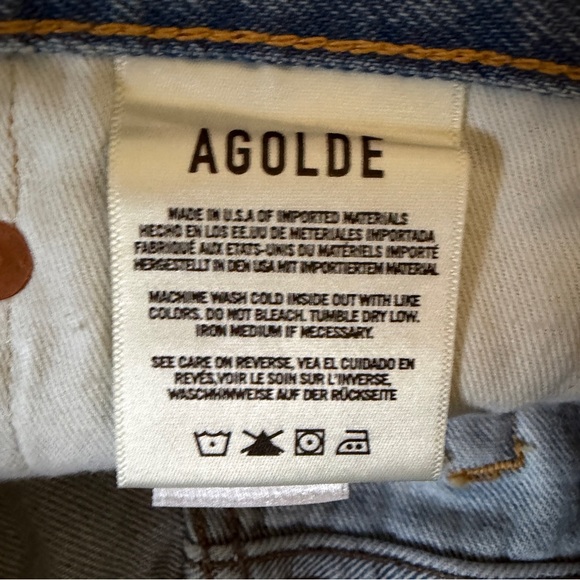 AGOLDE
MADE IN U.S.A OF IMPORTED MATERIALS
HECHO EN LOS EE.UU DE METERIALES IMPORTADA
FABRIQUÉ AUX ETATS-UNIS DU MATÉRIELS IMPORTÉ
HERGESTELLT IN DEN USA MIT IMPORTIERTEM MATERIAL
MACHINE WASH COLD INSIDE OUT WITH LIKE
COLORS. DO NOT BLEACH. TUMBLE DRY LOW.
IRON MEDIUM IF NECESSARY.
SEE CARE ON REVERSE, VEA EL CUIDADO EN
REVÉS,VOIR LE SOIN SUR L'INVERSE,
WASCHHINWEISE AUF DER RÜCKSEITE